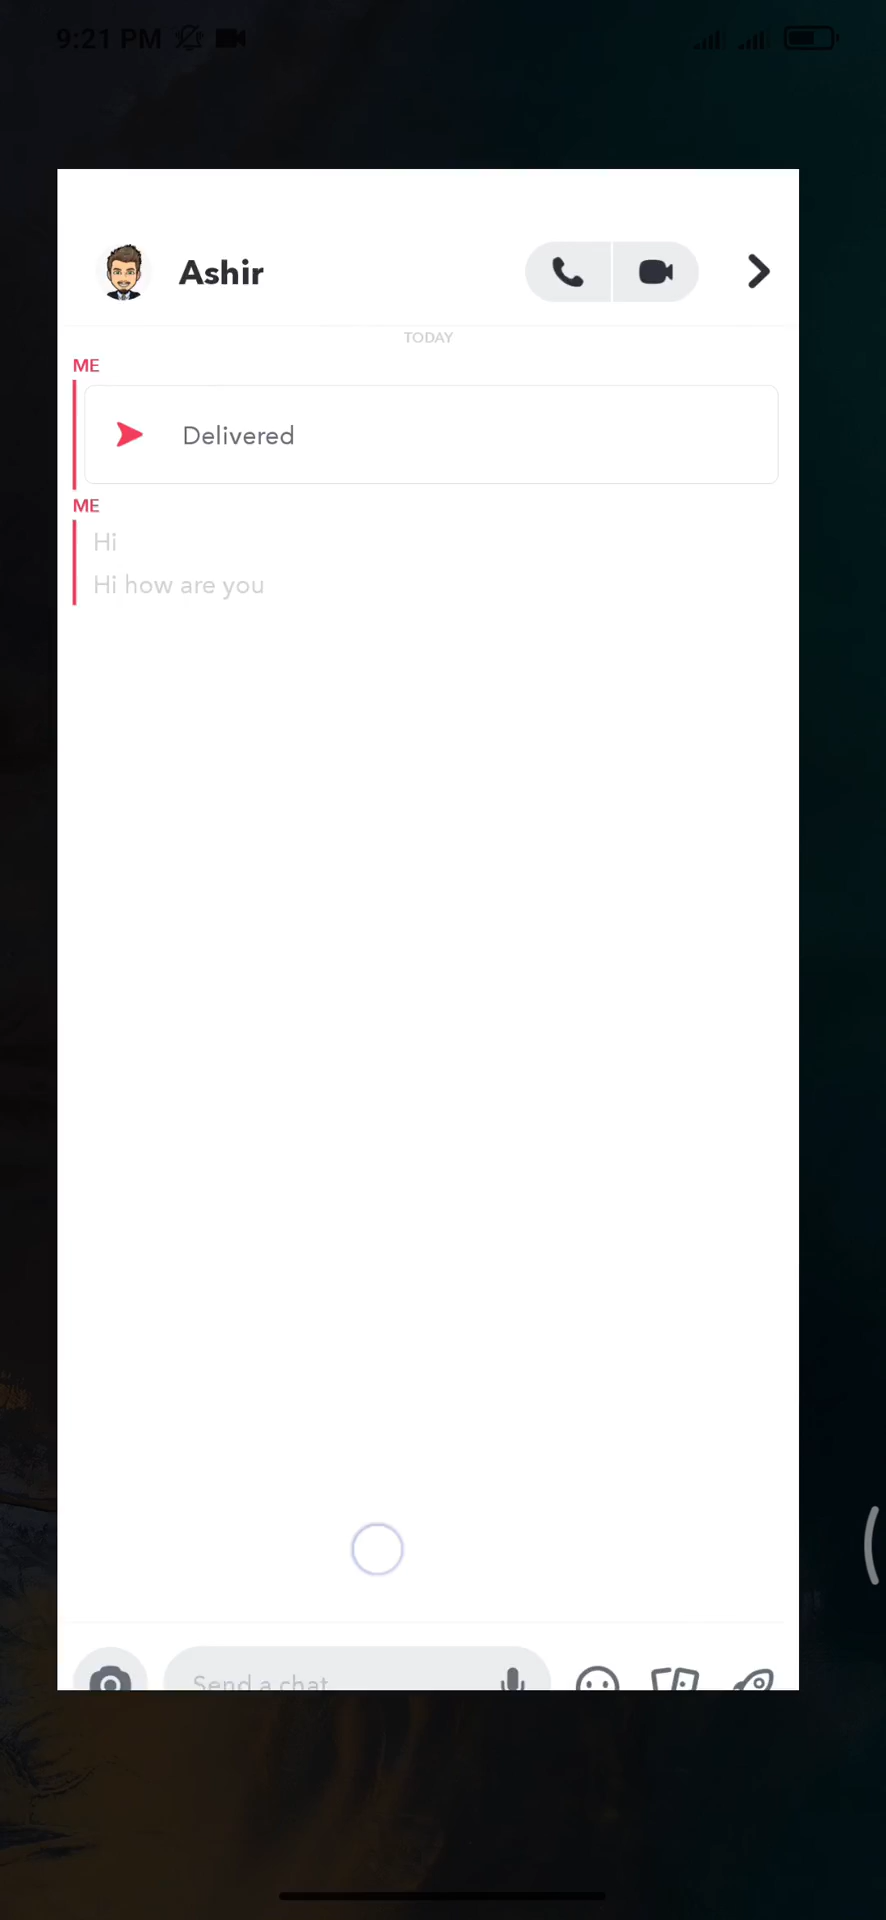 9:21 PM
Ashir
TODAY
ME
Delivered
ME
Hi
Hi how are you
Send a chat